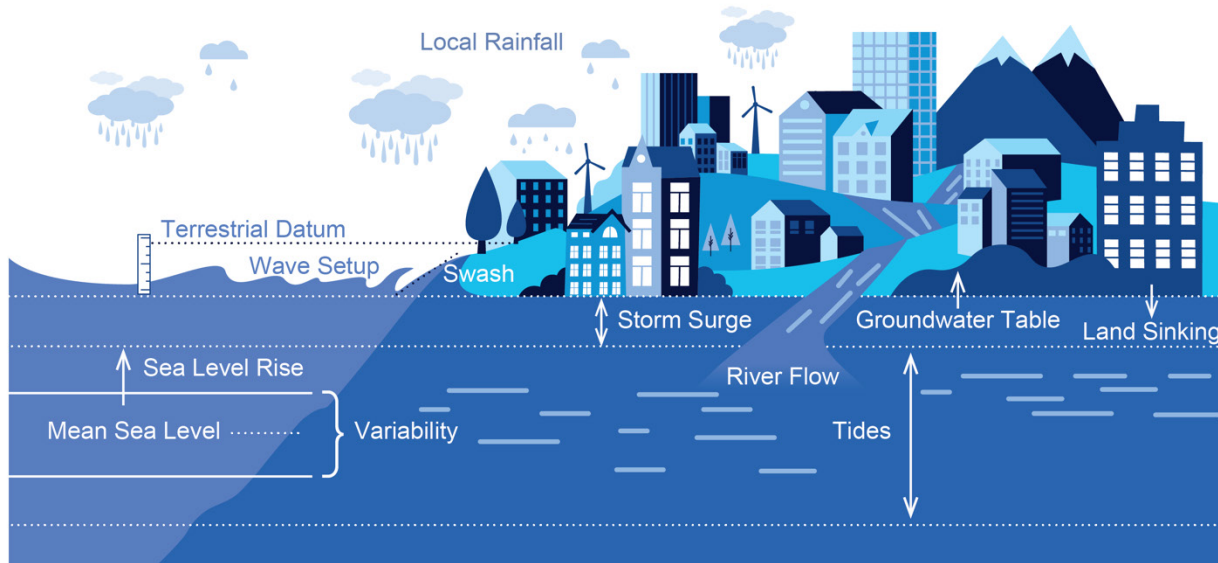 Local Rainfall
Terrestrial Datum
Wave Setup
Swash
Storm Surge
Groundwater Table
Land Sinking
Sea Level Rise
River Flow
Mean Sea Level
Variability
Tides